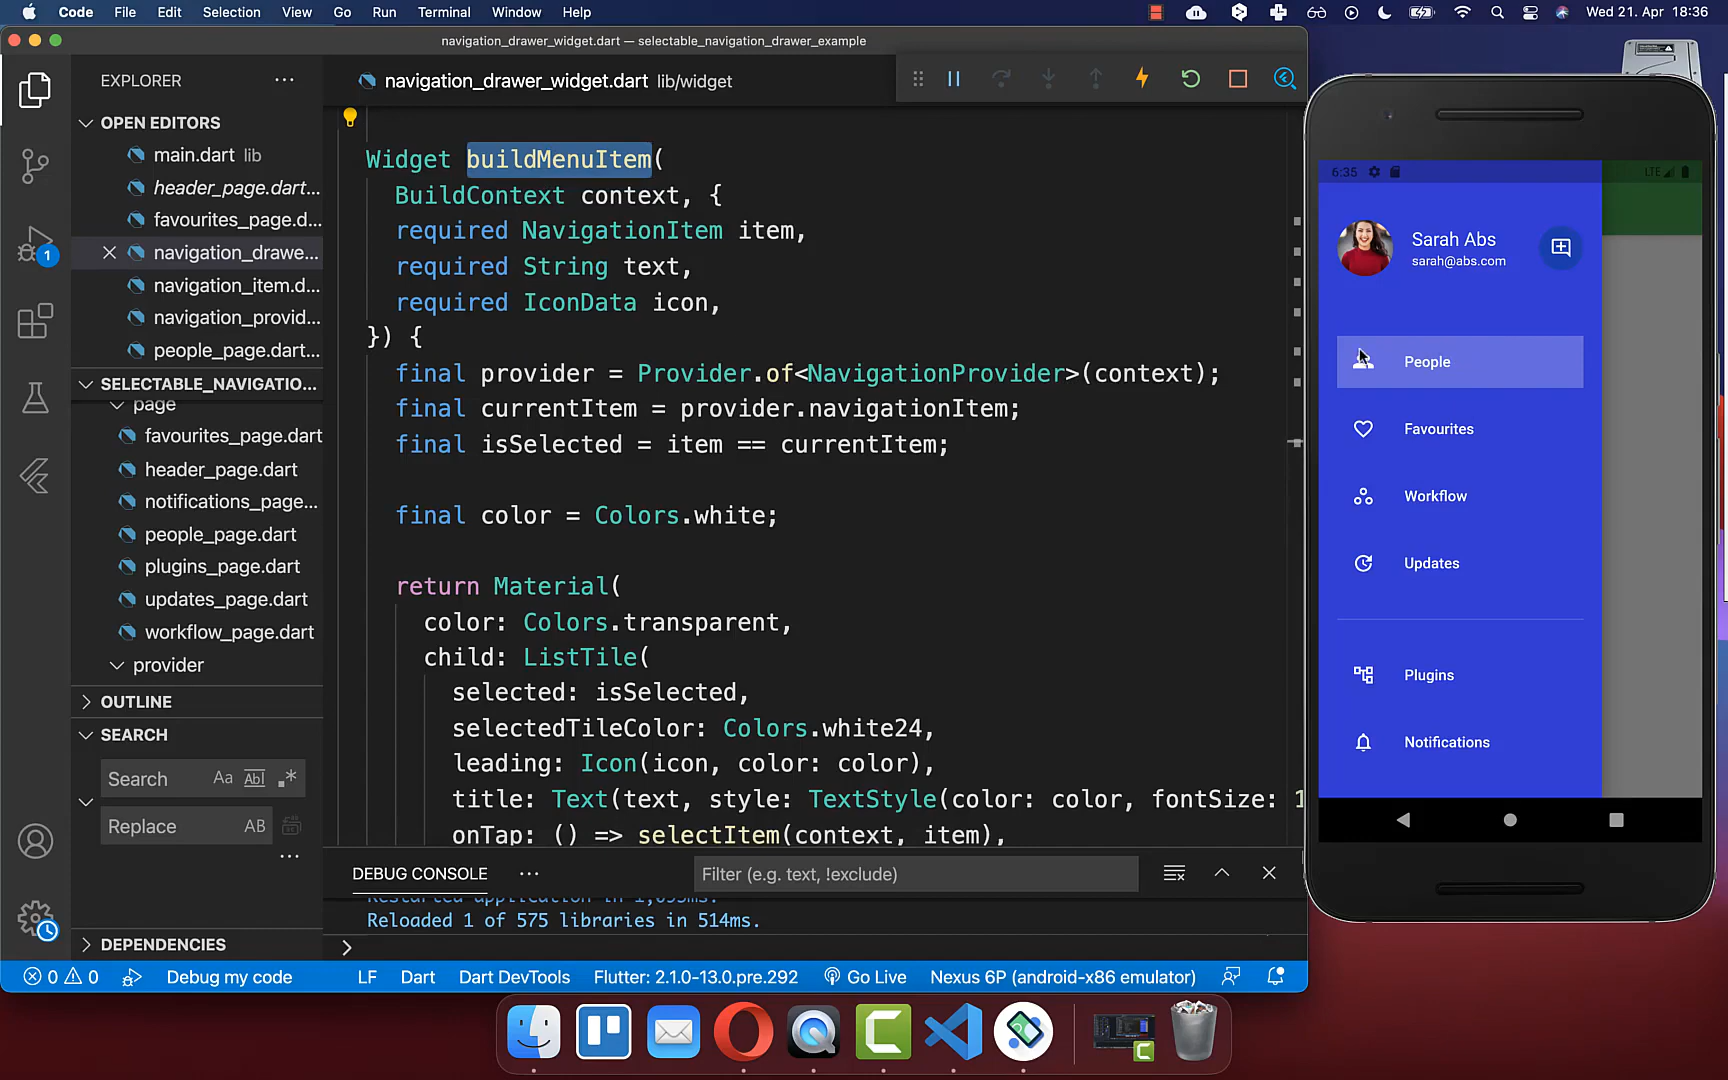 Code File Edit Selection View Go Run Terminal Window Help
Wed 21. Apr 18:36
navigation_drawer_widget.dart — selectable_navigation_drawer_example
EXPLORER
navigation_drawer_widget.dart lib/widget
OPEN EDITORS
main.dart lib
header_page.dart...
favourites_page.d...
navigation_drawe...
navigation_item.d...
navigation_provid...
people_page.dart...
SELECTABLE_NAVIGATIO...
page
favourites_page.dart
header_page.dart
notifications_page...
people_page.dart
plugins_page.dart
updates_page.dart
workflow_page.dart
provider
OUTLINE
SEARCH
Search Aa Abl .*
Replace AB
DEPENDENCIES
1
Widget buildMenuItem(
BuildContext context, {
required NavigationItem item,
required String text,
required IconData icon,
}) {
final provider = Provider.of<NavigationProvider>(context);
final currentItem = provider.navigationItem;
final isSelected = item == currentItem;
final color = Colors.white;
return Material(
color: Colors.transparent,
child: ListTile(
selected: isSelected,
selectedTileColor: Colors.white24,
leading: Icon(icon, color: color),
title: Text(text, style: TextStyle(color: color, fontSize: 1
onTap: () => selectItem(context, item),
DEBUG CONSOLE
Filter (e.g. text, !exclude)
Reloaded 1 of 575 libraries in 514ms.
0 0 Debug my code LF Dart Dart DevTools Flutter: 2.1.0-13.0.pre.292 Go Live Nexus 6P (android-x86 emulator)
6:35
LTE
Sarah Abs
sarah@abs.com
People
Favourites
Workflow
Updates
Plugins
Notifications